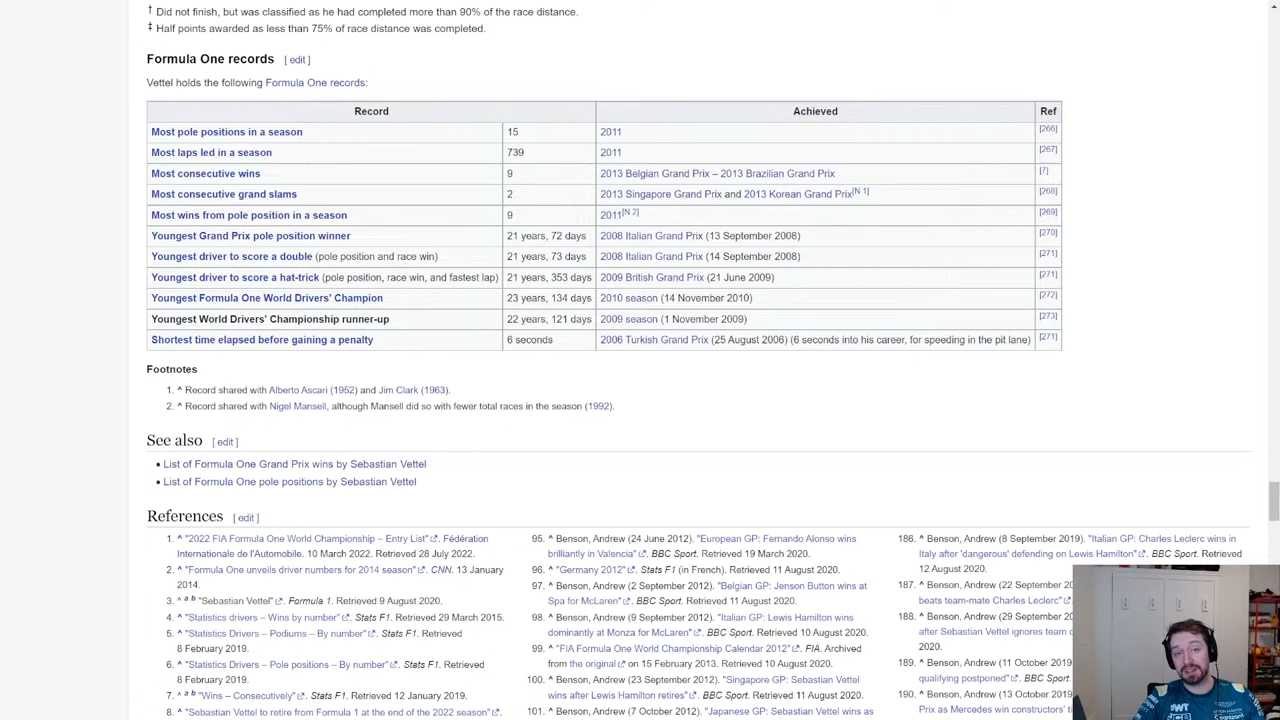 † Did not finish, but was classified as he had completed more than 90% of the race distance.
‡ Half points awarded as less than 75% of race distance was completed.
Formula One records [ edit ]
Vettel holds the following Formula One records:
Record Achieved Ref
Most pole positions in a season 15 2011 [266]
Most laps led in a season 739 2011 [267]
Most consecutive wins 9 2013 Belgian Grand Prix – 2013 Brazilian Grand Prix [7]
Most consecutive grand slams 2 2013 Singapore Grand Prix and 2013 Korean Grand Prix[N 1] [268]
Most wins from pole position in a season 9 2011[N 2] [269]
Youngest Grand Prix pole position winner 21 years, 72 days 2008 Italian Grand Prix (13 September 2008) [270]
Youngest driver to score a double (pole position and race win) 21 years, 73 days 2008 Italian Grand Prix (14 September 2008) [271]
Youngest driver to score a hat-trick (pole position, race win, and fastest lap) 21 years, 353 days 2009 British Grand Prix (21 June 2009) [271]
Youngest Formula One World Drivers' Champion 23 years, 134 days 2010 season (14 November 2010) [272]
Youngest World Drivers' Championship runner-up 22 years, 121 days 2009 season (1 November 2009) [273]
Shortest time elapsed before gaining a penalty 6 seconds 2006 Turkish Grand Prix (25 August 2006) (6 seconds into his career, for speeding in the pit lane) [271]
Footnotes
1. ^ Record shared with Alberto Ascari (1952) and Jim Clark (1963).
2. ^ Record shared with Nigel Mansell, although Mansell did so with fewer total races in the season (1992).
See also [ edit ]
• List of Formula One Grand Prix wins by Sebastian Vettel
• List of Formula One pole positions by Sebastian Vettel
References [ edit ]
1. ^ "2022 FIA Formula One World Championship – Entry List". Fédération
Internationale de l'Automobile. 10 March 2022. Retrieved 28 July 2022.
2. ^ "Formula One unveils driver numbers for 2014 season". CNN. 13 January
2014.
3. ^ a b "Sebastian Vettel". Formula 1. Retrieved 9 August 2020.
4. ^ "Statistics drivers – Wins by number". Stats F1. Retrieved 29 March 2015.
5. ^ "Statistics Drivers – Podiums – By number". Stats F1. Retrieved
8 February 2019.
6. ^ "Statistics Drivers – Pole positions – By number". Stats F1. Retrieved
8 February 2019.
7. ^ a b "Wins – Consecutively". Stats F1. Retrieved 12 January 2019.
8. ^ "Sebastian Vettel to retire from Formula 1 at the end of the 2022 season".
95. ^ Benson, Andrew (24 June 2012). "European GP: Fernando Alonso wins
brilliantly in Valencia". BBC Sport. Retrieved 19 March 2020.
96. ^ "Germany 2012". Stats F1 (in French). Retrieved 11 August 2020.
97. ^ Benson, Andrew (2 September 2012). "Belgian GP: Jenson Button wins at
Spa for McLaren". BBC Sport. Retrieved 11 August 2020.
98. ^ Benson, Andrew (9 September 2012). "Italian GP: Lewis Hamilton wins
dominantly at Monza for McLaren". BBC Sport. Retrieved 10 August 2020.
99. ^ "FIA Formula One World Championship Calendar 2012". FIA. Archived
from the original on 15 February 2013. Retrieved 10 August 2020.
100. ^ Benson, Andrew (23 September 2012). "Singapore GP: Sebastian Vettel
wins after Lewis Hamilton retires". BBC Sport. Retrieved 11 August 2020.
101. ^ Benson, Andrew (7 October 2012). "Japanese GP: Sebastian Vettel wins as
186. ^ Benson, Andrew (8 September 2019). "Italian GP: Charles Leclerc wins in
Italy after 'dangerous' defending on Lewis Hamilton". BBC Sport. Retrieved
12 August 2020.
187. ^ Benson, Andrew (22 September 20
beats team-mate Charles Leclerc"
188. ^ Benson, Andrew (29 September 20
after Sebastian Vettel ignores team o
2020.
189. ^ Benson, Andrew (11 October 2019
qualifying postponed". BBC Sport.
190. ^ Benson, Andrew (13 October 2019
Prix as Mercedes win constructors' ti